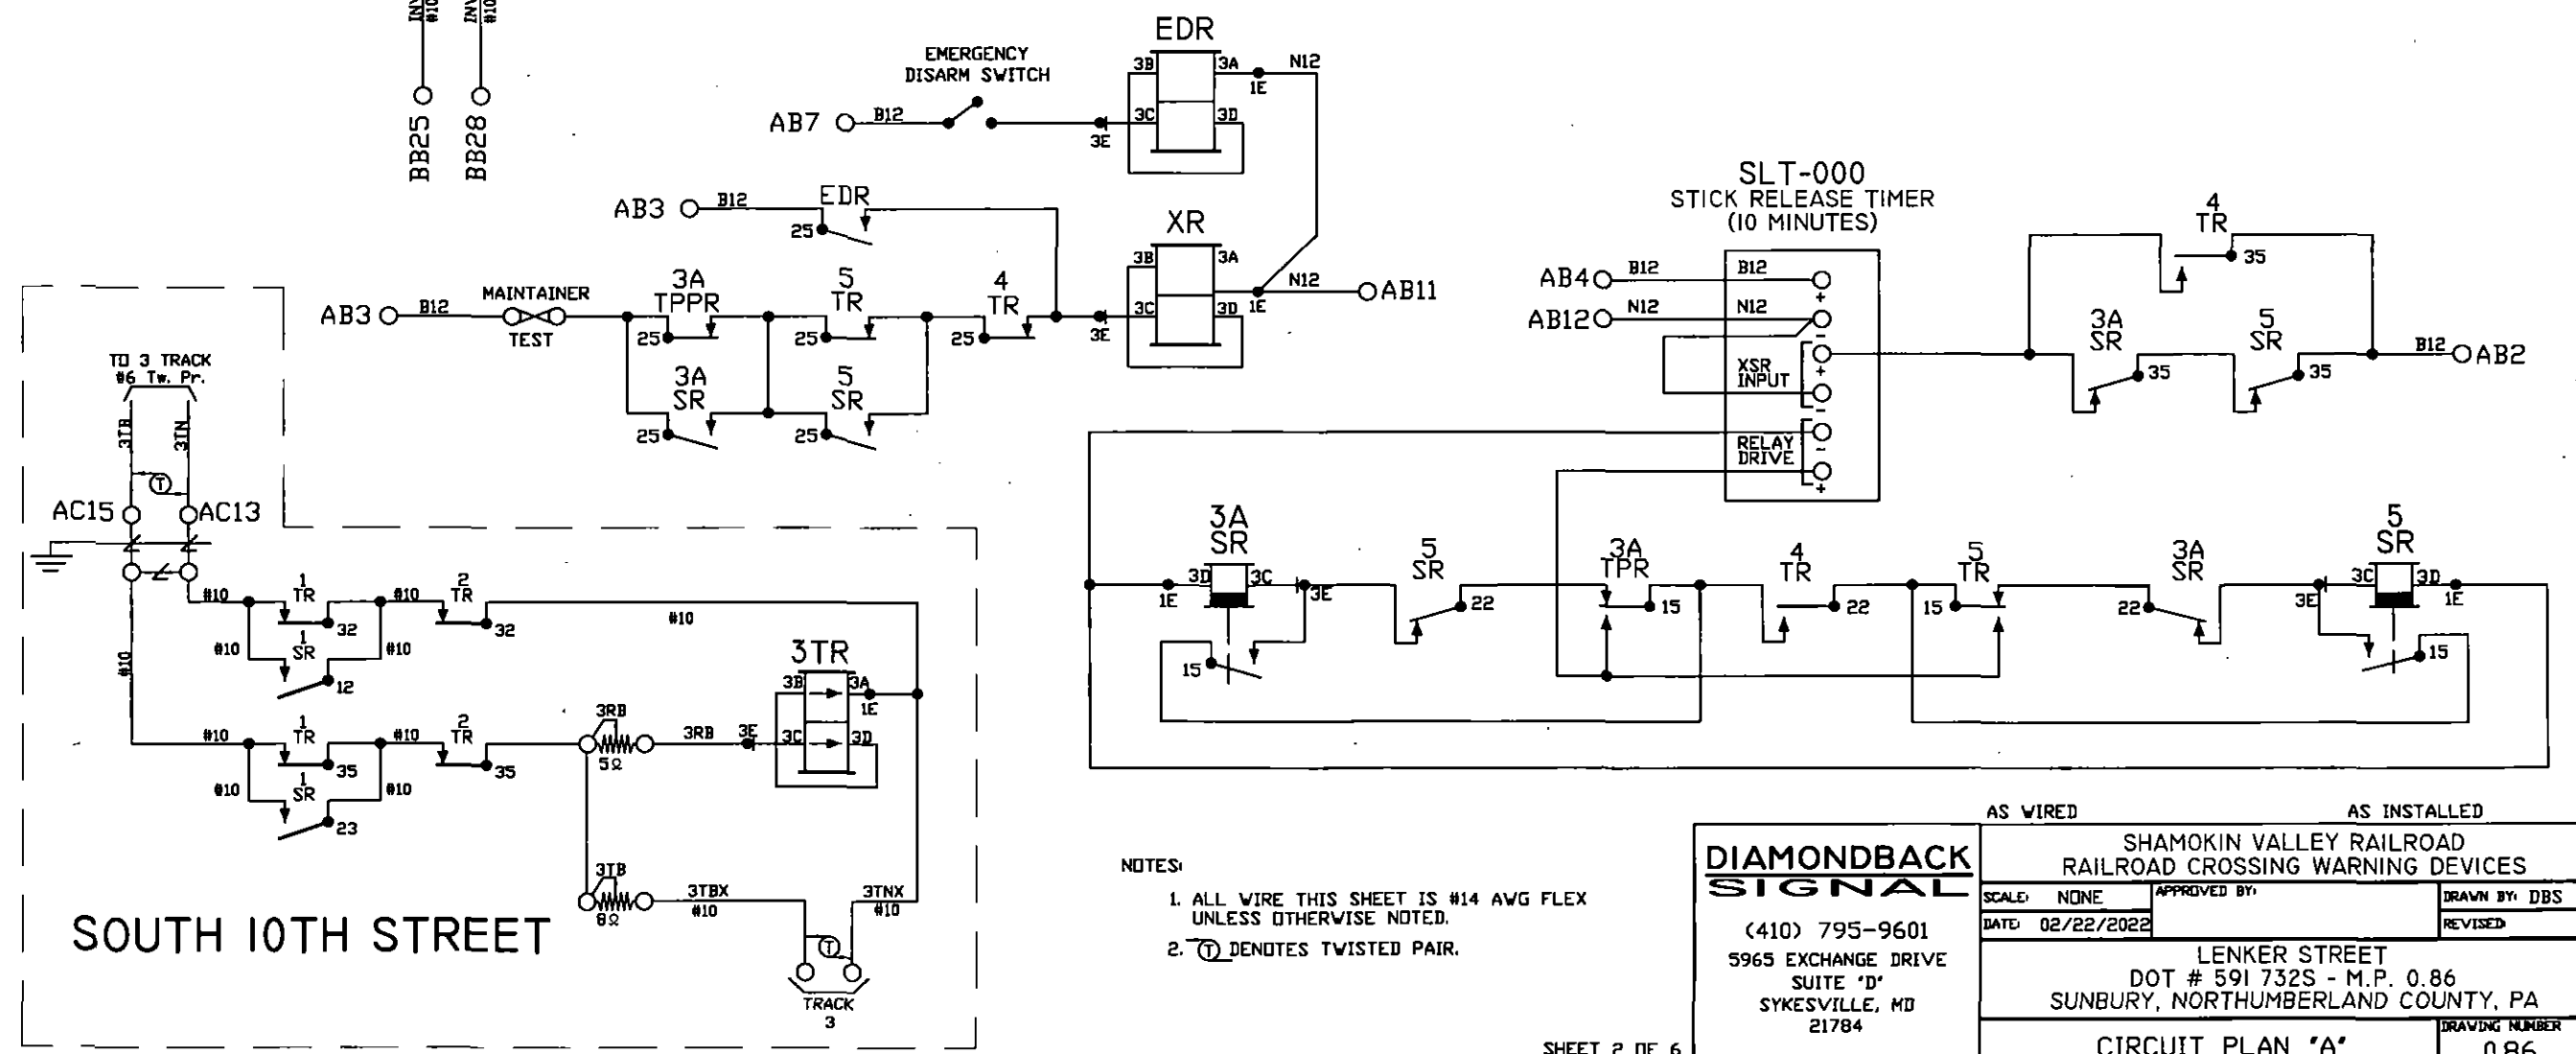 #10
#10
BB25
BB28
EMERGENCY
DISARM SWITCH
AB7
B12
3E
EDR
3B
3A
3C
3D
1E
N12
AB3
B12
EDR
25
XR
3B
3A
3C
3D
1E
N12
AB11
AB3
B12
MAINTAINER
TEST
3A
TPPR
25
5
TR
25
4
TR
25
3E
3A
SR
25
5
SR
25
SLT-000
STICK RELEASE TIMER
(10 MINUTES)
AB4
B12
B12
+
AB12
N12
N12
-
XSR
INPUT
+
-
RELAY
DRIVE
-
+
4
TR
35
3A
SR
35
5
SR
35
B12
AB2
3A
SR
3D
3C
1E
3E
15
5
SR
22
3A
TPR
15
4
TR
22
5
TR
15
3A
SR
22
5
SR
3C
3D
3E
1E
15
TO 3 TRACK
#6 Tw. Pr.
3TB
3TN
T
AC15
AC13
#10
#10
1
TR
32
#10
2
TR
32
#10
#10
1
SR
12
#10
#10
1
TR
35
#10
2
TR
35
#10
1
SR
23
#10
3RB
5Ω
3RB
3E
3TR
3B
3A
3C
3D
1E
3TB
8Ω
3TBX
#10
3TNX
#10
T
TRACK
3
SOUTH 10TH STREET
NOTES:
1. ALL WIRE THIS SHEET IS #14 AWG FLEX
UNLESS OTHERWISE NOTED.
2. T DENOTES TWISTED PAIR.
SHEET 2 OF 6
DIAMONDBACK
SIGNAL
(410) 795-9601
5965 EXCHANGE DRIVE
SUITE "D"
SYKESVILLE, MD
21784
AS WIRED
AS INSTALLED
SHAMOKIN VALLEY RAILROAD
RAILROAD CROSSING WARNING DEVICES
SCALE: NONE
APPROVED BY:
DRAWN BY: DBS
DATE: 02/22/2022
REVISED:
LENKER STREET
DOT # 591 732S - M.P. 0.86
SUNBURY, NORTHUMBERLAND COUNTY, PA
CIRCUIT PLAN "A"
DRAWING NUMBER
0.86